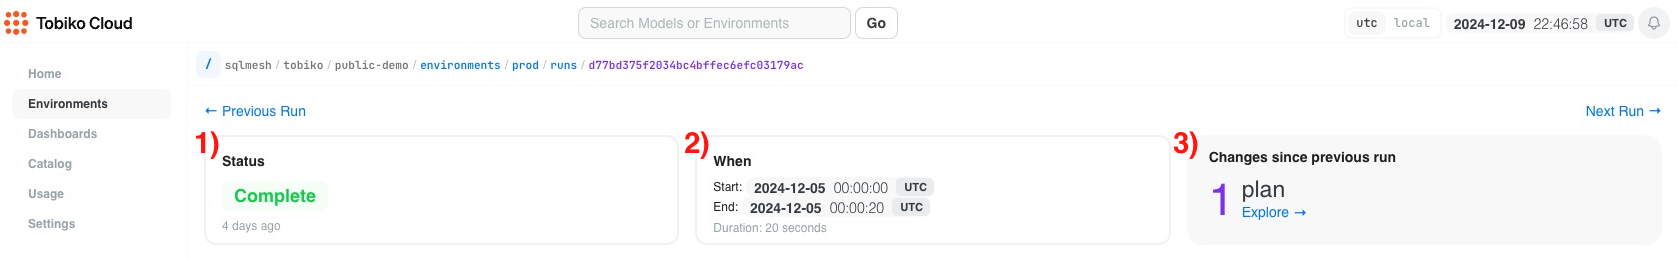 Tobiko Cloud
Search Models or Environments
Go
utc local
2024-12-09 22:46:58 UTC
Home
Environments
Dashboards
Catalog
Usage
Settings
/ sqlmesh / tobiko / public-demo / environments / prod / runs / d77bd375f2034bc4bffec6efc03179ac
← Previous Run
Next Run →
1)
Status
Complete
4 days ago
2)
When
Start: 2024-12-05 00:00:00 UTC
End: 2024-12-05 00:00:20 UTC
Duration: 20 seconds
3)
Changes since previous run
1 plan
Explore →